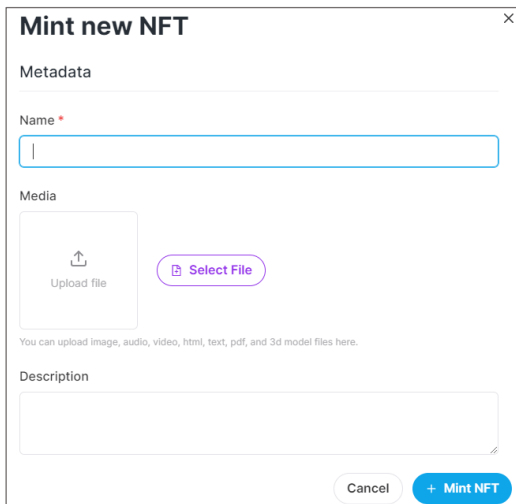 Mint new NFT
Metadata
Name *
Media
Upload file
Select File
You can upload image, audio, video, html, text, pdf, and 3d model files here.
Description
Cancel
+ Mint NFT